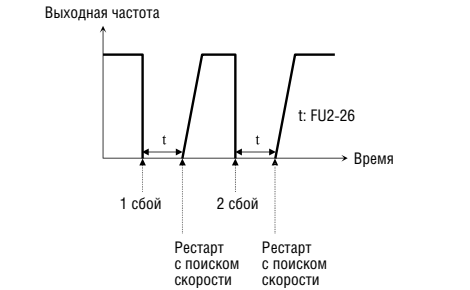 Выходная частота
t
t
t: FU2-26
Время
1 сбой
2 сбой
Рестарт
с поиском
скорости
Рестарт
с поиском
скорости